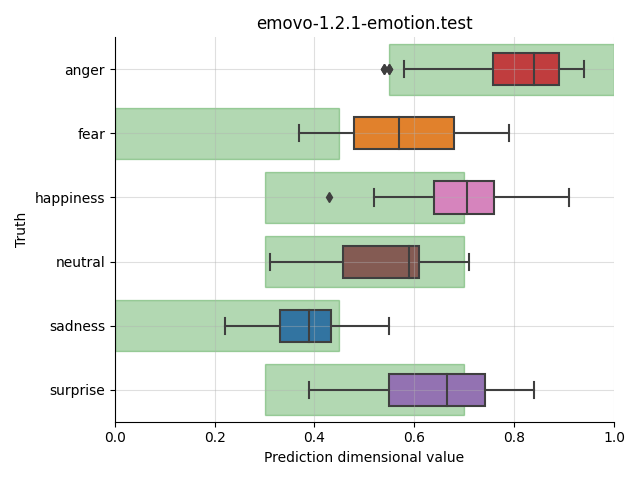 emovo-1.2.1-emotion.test
anger
fear
happiness
neutral
sadness
surprise
Truth
0.0 0.2 0.4 0.6 0.8 1.0
Prediction dimensional value